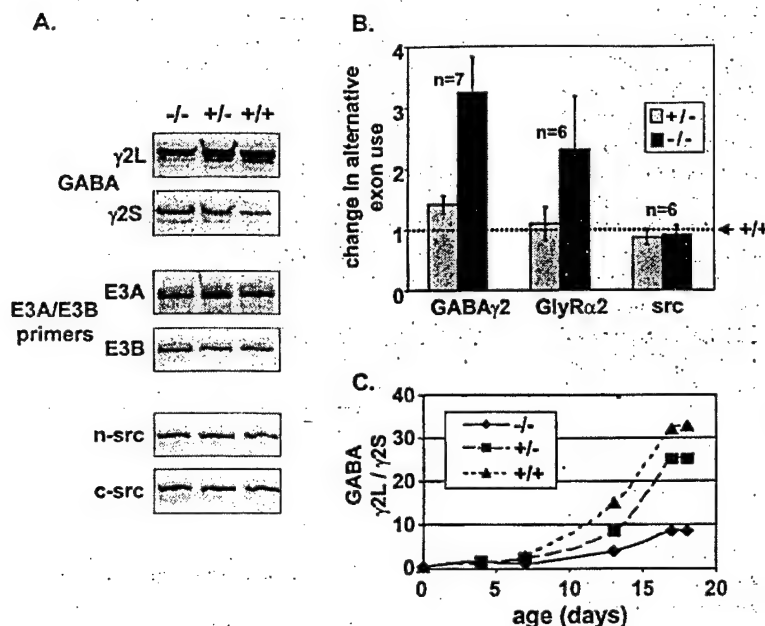 A.
-/- +/- +/+
γ2L
GABA
γ2S
E3A
E3A/E3B
primers
E3B
n-src
c-src
B.
change in alternative
exon use
4
3
2
1
0
n=7
n=6
n=6
+/-
-/-
+/+
GABAγ2 GlyRα2 src
C.
GABA
γ2L / γ2S
40
30
20
10
0
-/-
+/-
+/+
0 5 10 15 20
age (days)